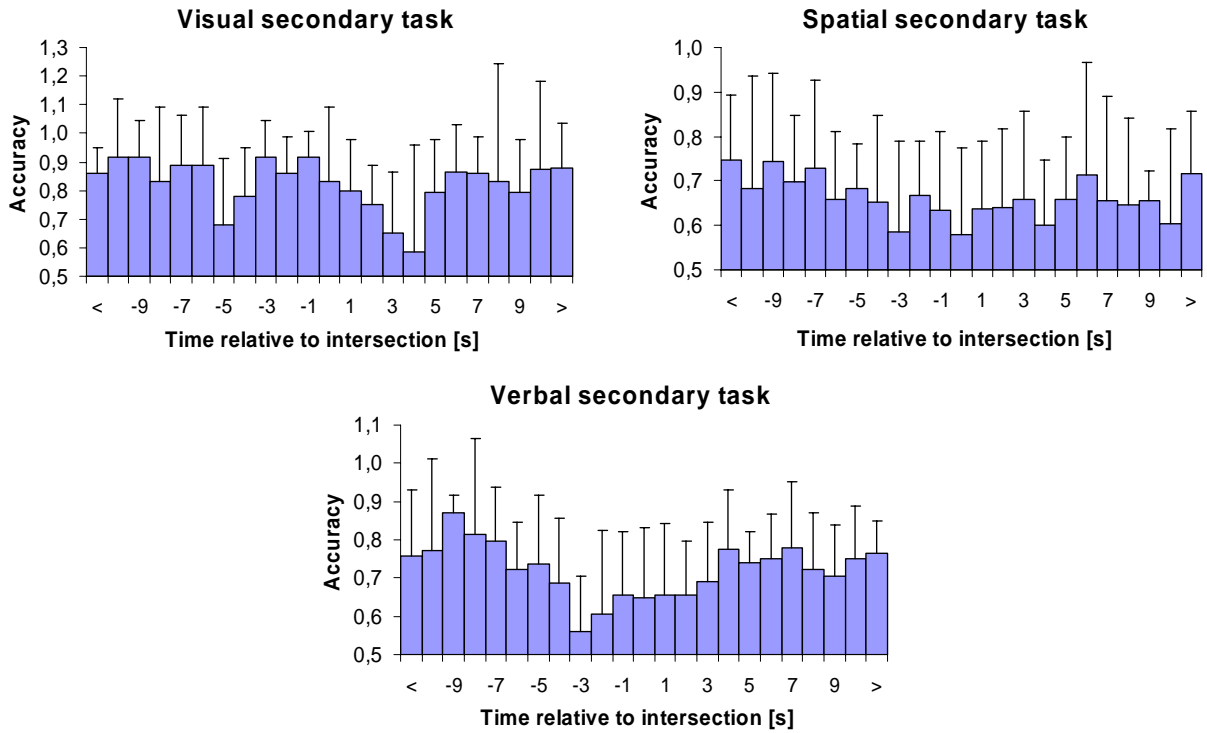 Visual secondary task
1,3
1,2
1,1
1,0
0,9
0,8
0,7
0,6
0,5
Accuracy
< -9 -7 -5 -3 -1 1 3 5 7 9 >
Time relative to intersection [s]
Spatial secondary task
1,0
0,9
0,8
0,7
0,6
0,5
Accuracy
< -9 -7 -5 -3 -1 1 3 5 7 9 >
Time relative to intersection [s]
Verbal secondary task
1,1
1,0
0,9
0,8
0,7
0,6
0,5
Accuracy
< -9 -7 -5 -3 -1 1 3 5 7 9 >
Time relative to intersection [s]